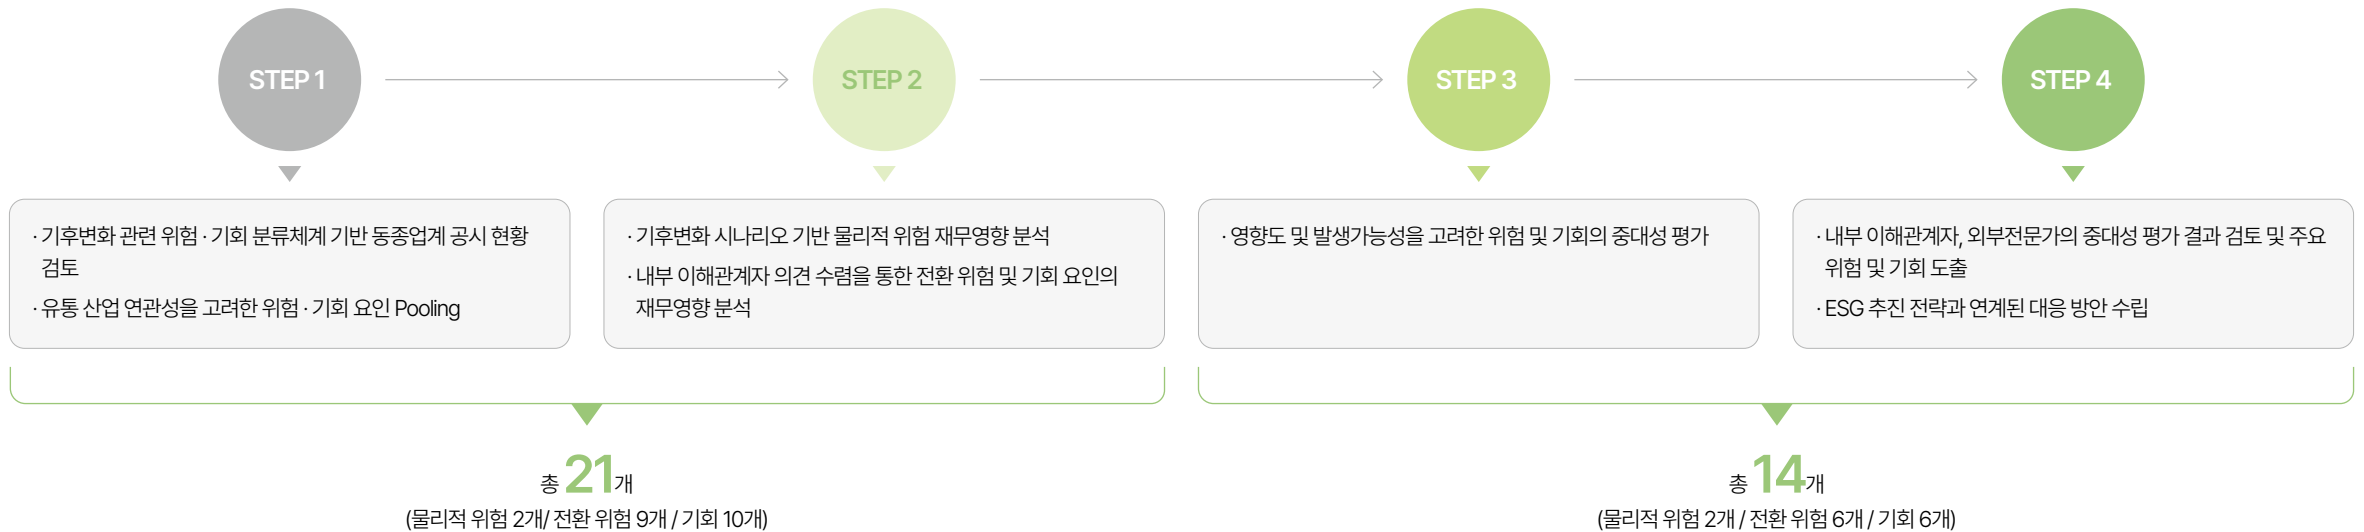 STEP 1
STEP 2
STEP 3
STEP 4
· 기후변화 관련 위험 · 기회 분류체계 기반 동종업계 공시 현황
검토
· 유통 산업 연관성을 고려한 위험 · 기회 요인 Pooling
· 기후변화 시나리오 기반 물리적 위험 재무영향 분석
· 내부 이해관계자 의견 수렴을 통한 전환 위험 및 기회 요인의
재무영향 분석
· 영향도 및 발생가능성을 고려한 위험 및 기회의 중대성 평가
· 내부 이해관계자, 외부전문가의 중대성 평가 결과 검토 및 주요
위험 및 기회 도출
· ESG 추진 전략과 연계된 대응 방안 수립
총 21개
(물리적 위험 2개/ 전환 위험 9개 / 기회 10개)
총 14개
(물리적 위험 2개 / 전환 위험 6개 / 기회 6개)